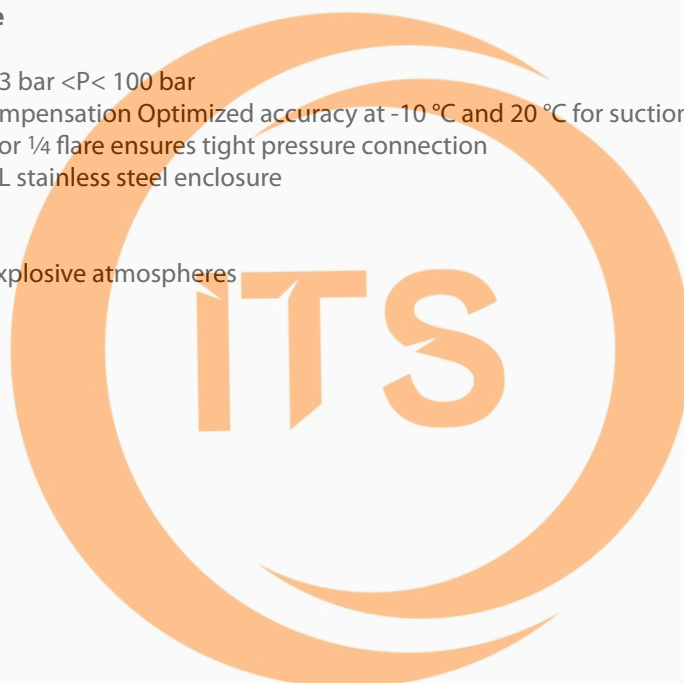 e
3 bar <P< 100 bar
mpensation Optimized accuracy at -10 °C and 20 °C for suction
or ¼ flare ensures tight pressure connection
L stainless steel enclosure
xplosive atmospheres
ITS